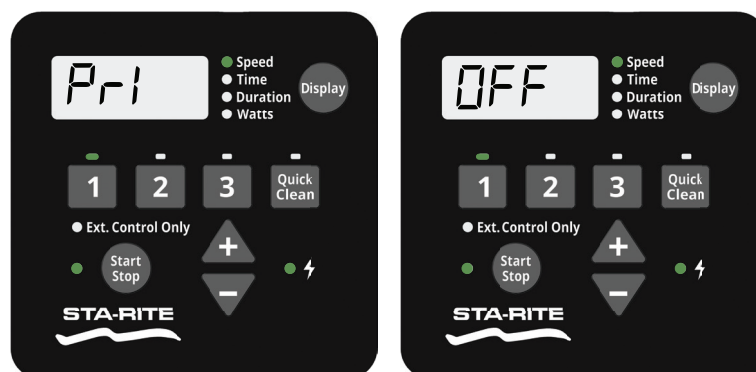 Pri
Speed
Time
Duration
Watts
Display
1
2
3
Quick
Clean
Ext. Control Only
Start
Stop
+
−
STA-RITE
OFF
Speed
Time
Duration
Watts
Display
1
2
3
Quick
Clean
Ext. Control Only
Start
Stop
+
−
STA-RITE